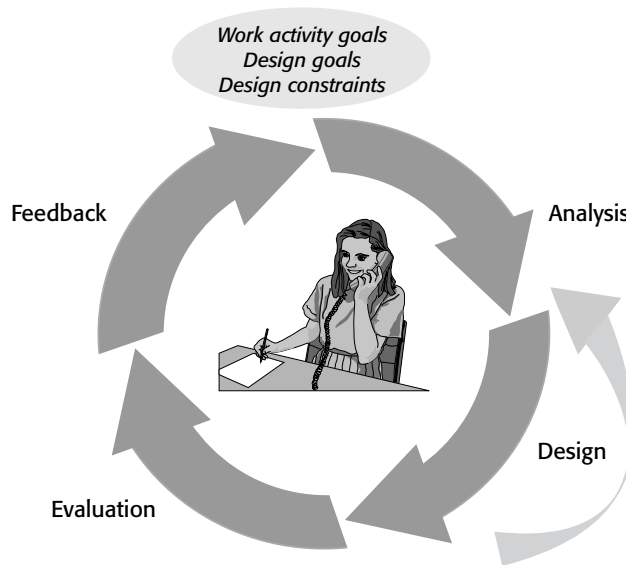 Work activity goals
Design goals
Design constraints
Feedback
Analysis
Design
Evaluation